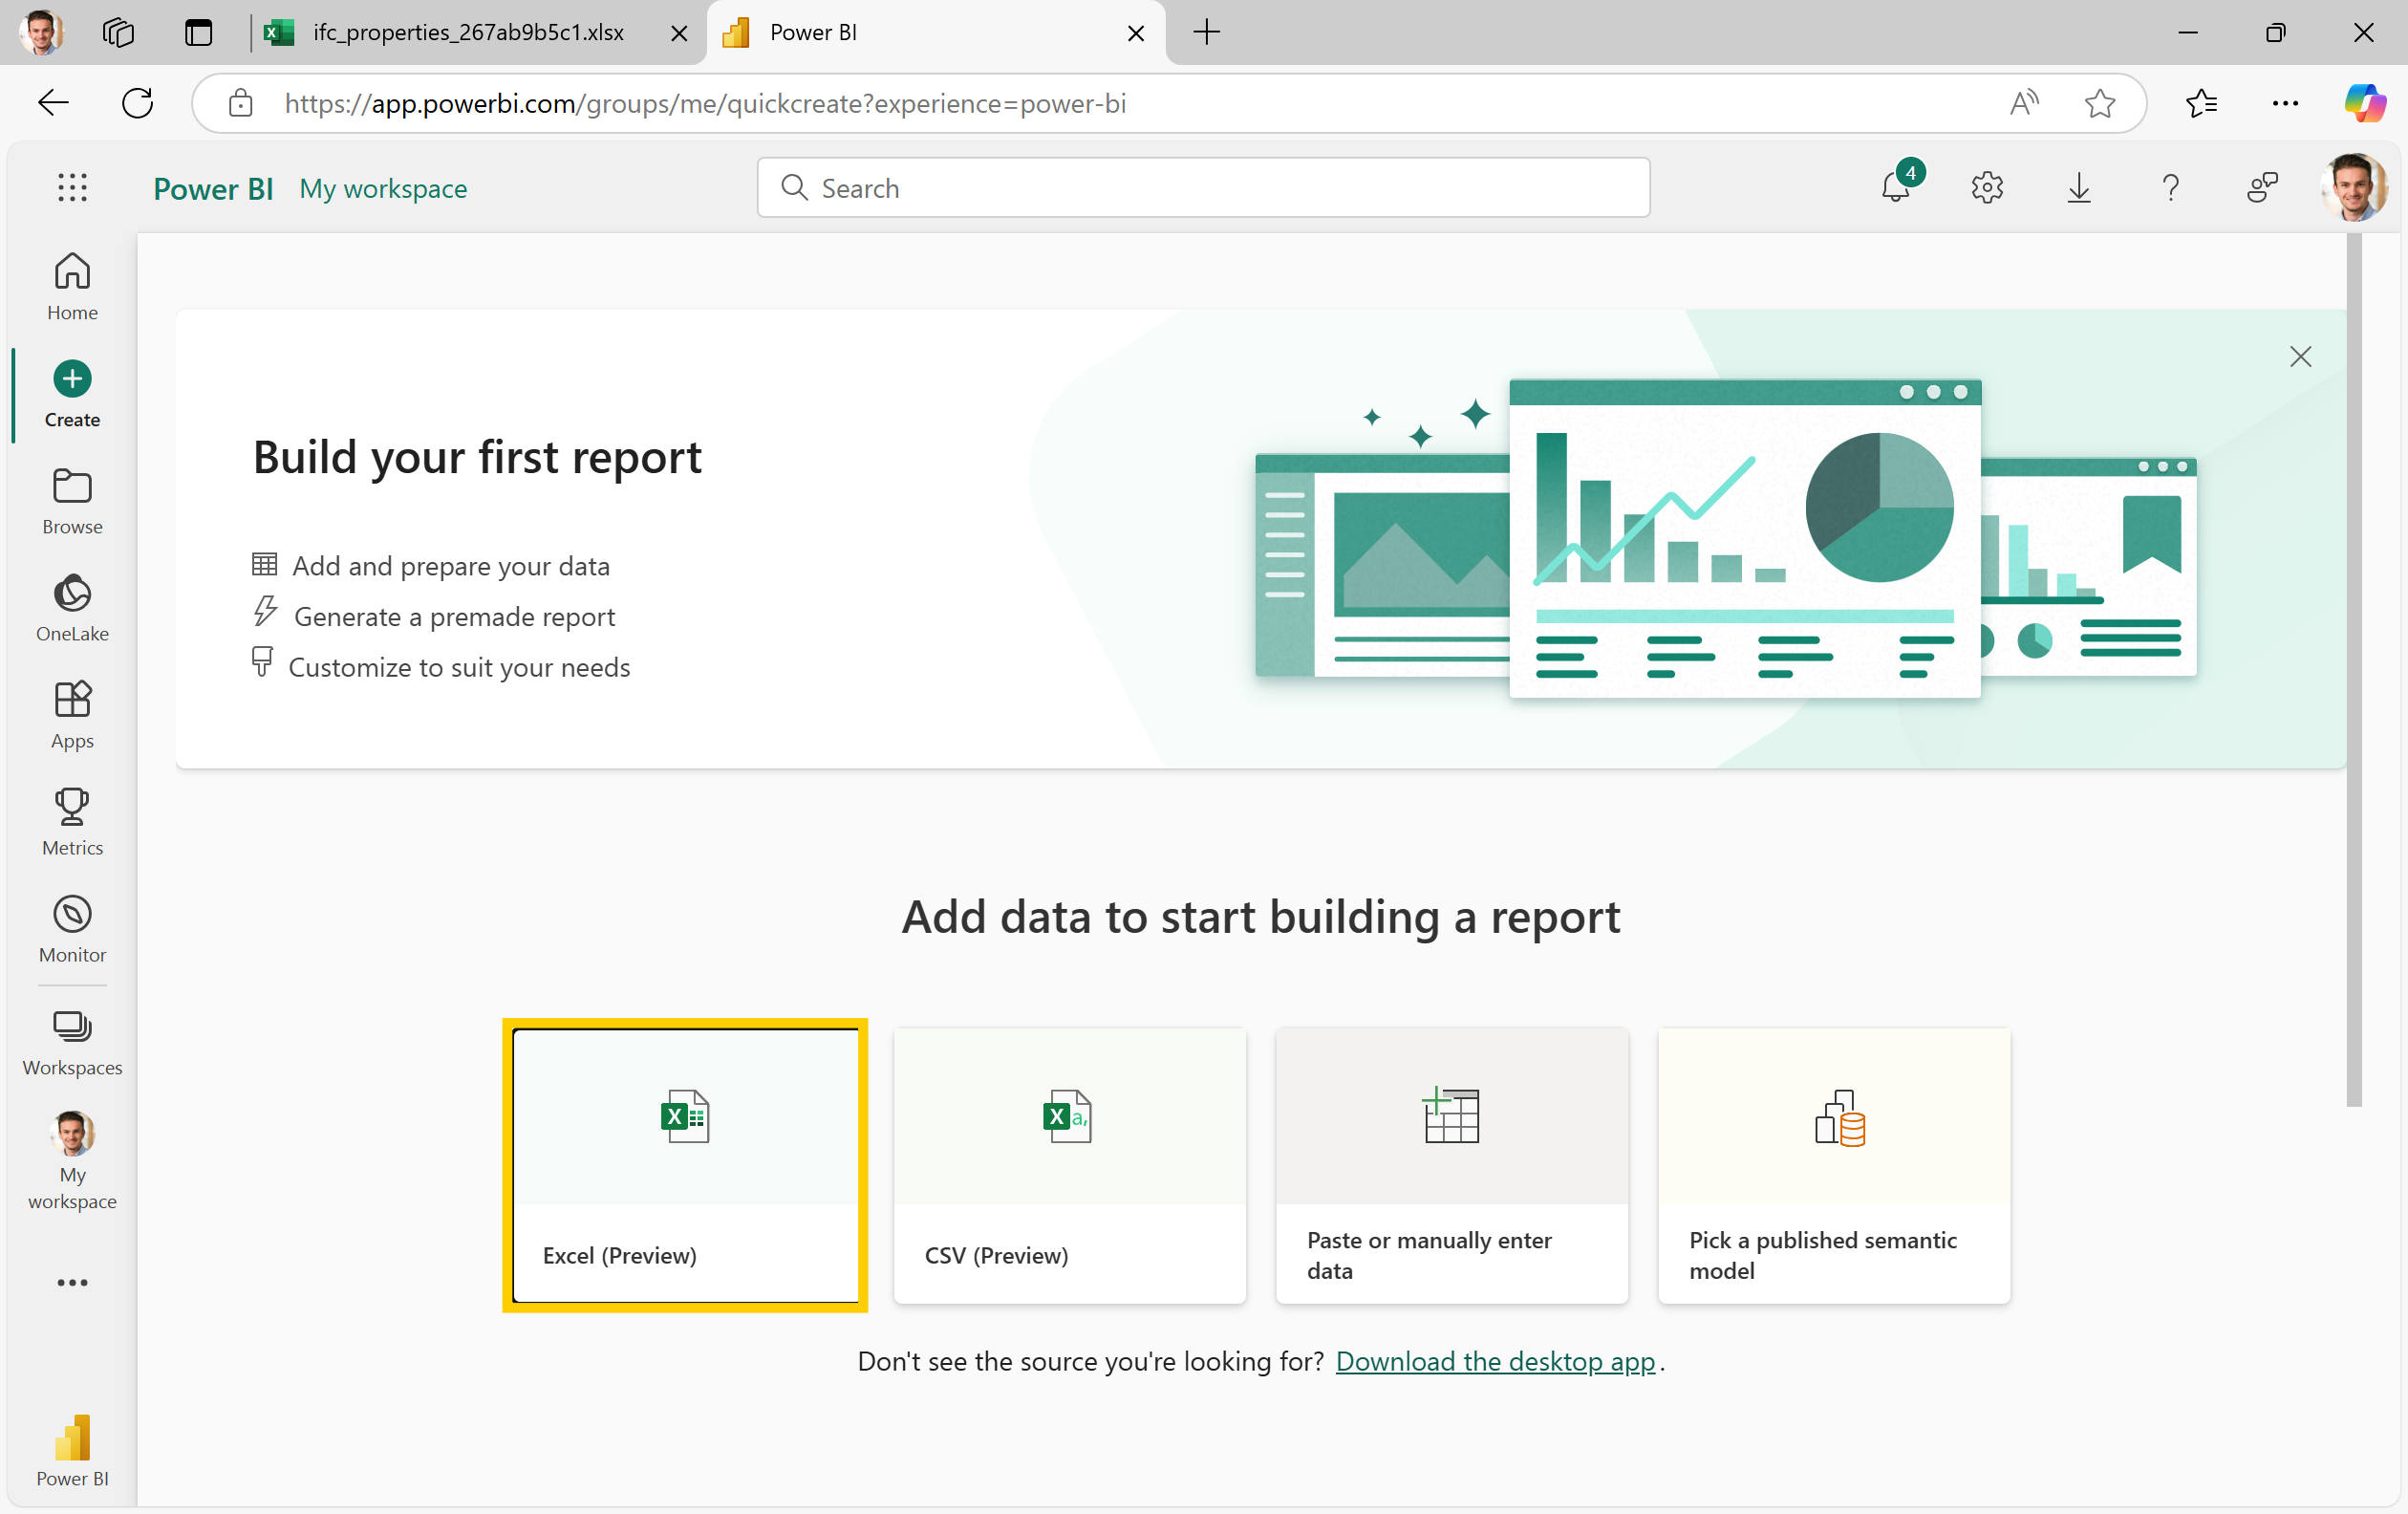 ifc_properties_267ab9b5c1.xlsx
Power BI
https://app.powerbi.com/groups/me/quickcreate?experience=power-bi
Power BI My workspace
Search
4
Home
Create
Browse
OneLake
Apps
Metrics
Monitor
Workspaces
My
workspace
Power BI
Build your first report
Add and prepare your data
Generate a premade report
Customize to suit your needs
Add data to start building a report
Excel (Preview)
CSV (Preview)
Paste or manually enter
data
Pick a published semantic
model
Don't see the source you're looking for? Download the desktop app.